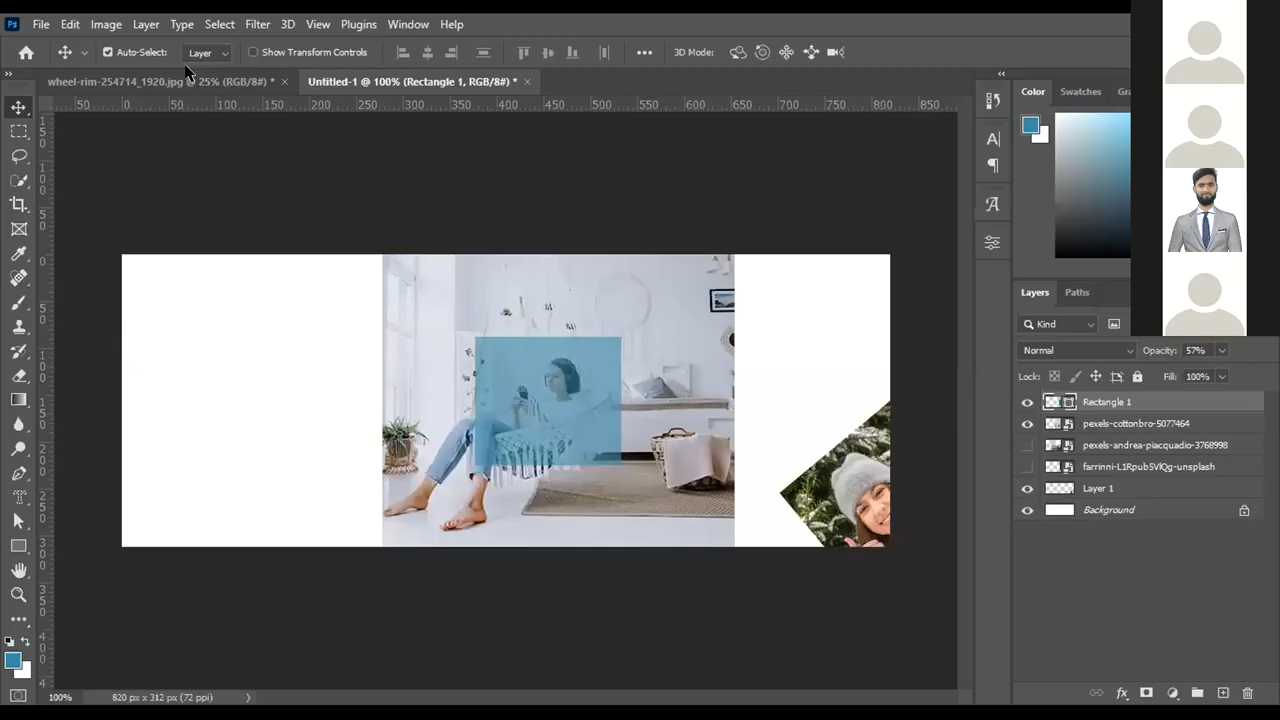 Ps File Edit Image Layer Type Select Filter 3D View Plugins Window Help
Auto-Select: Layer Show Transform Controls ••• 3D Mode:
wheel-rim-254714_1920.jpg @ 25% (RGB/8#) * × Untitled-1 @ 100% (Rectangle 1, RGB/8#) * ×
50 0 50 100 150 200 250 300 350 400 450 500 550 600 650 700 750 800 850
Color Swatches Gra
Layers Paths
Kind
Normal Opacity: 57%
Lock: Fill: 100%
Rectangle 1
pexels-cottonbro-5077464
pexels-andrea-piacquadio-3768998
farrinni-L1Rpub5VlQg-unsplash
Layer 1
Background
100% 820 px x 312 px (72 ppi)